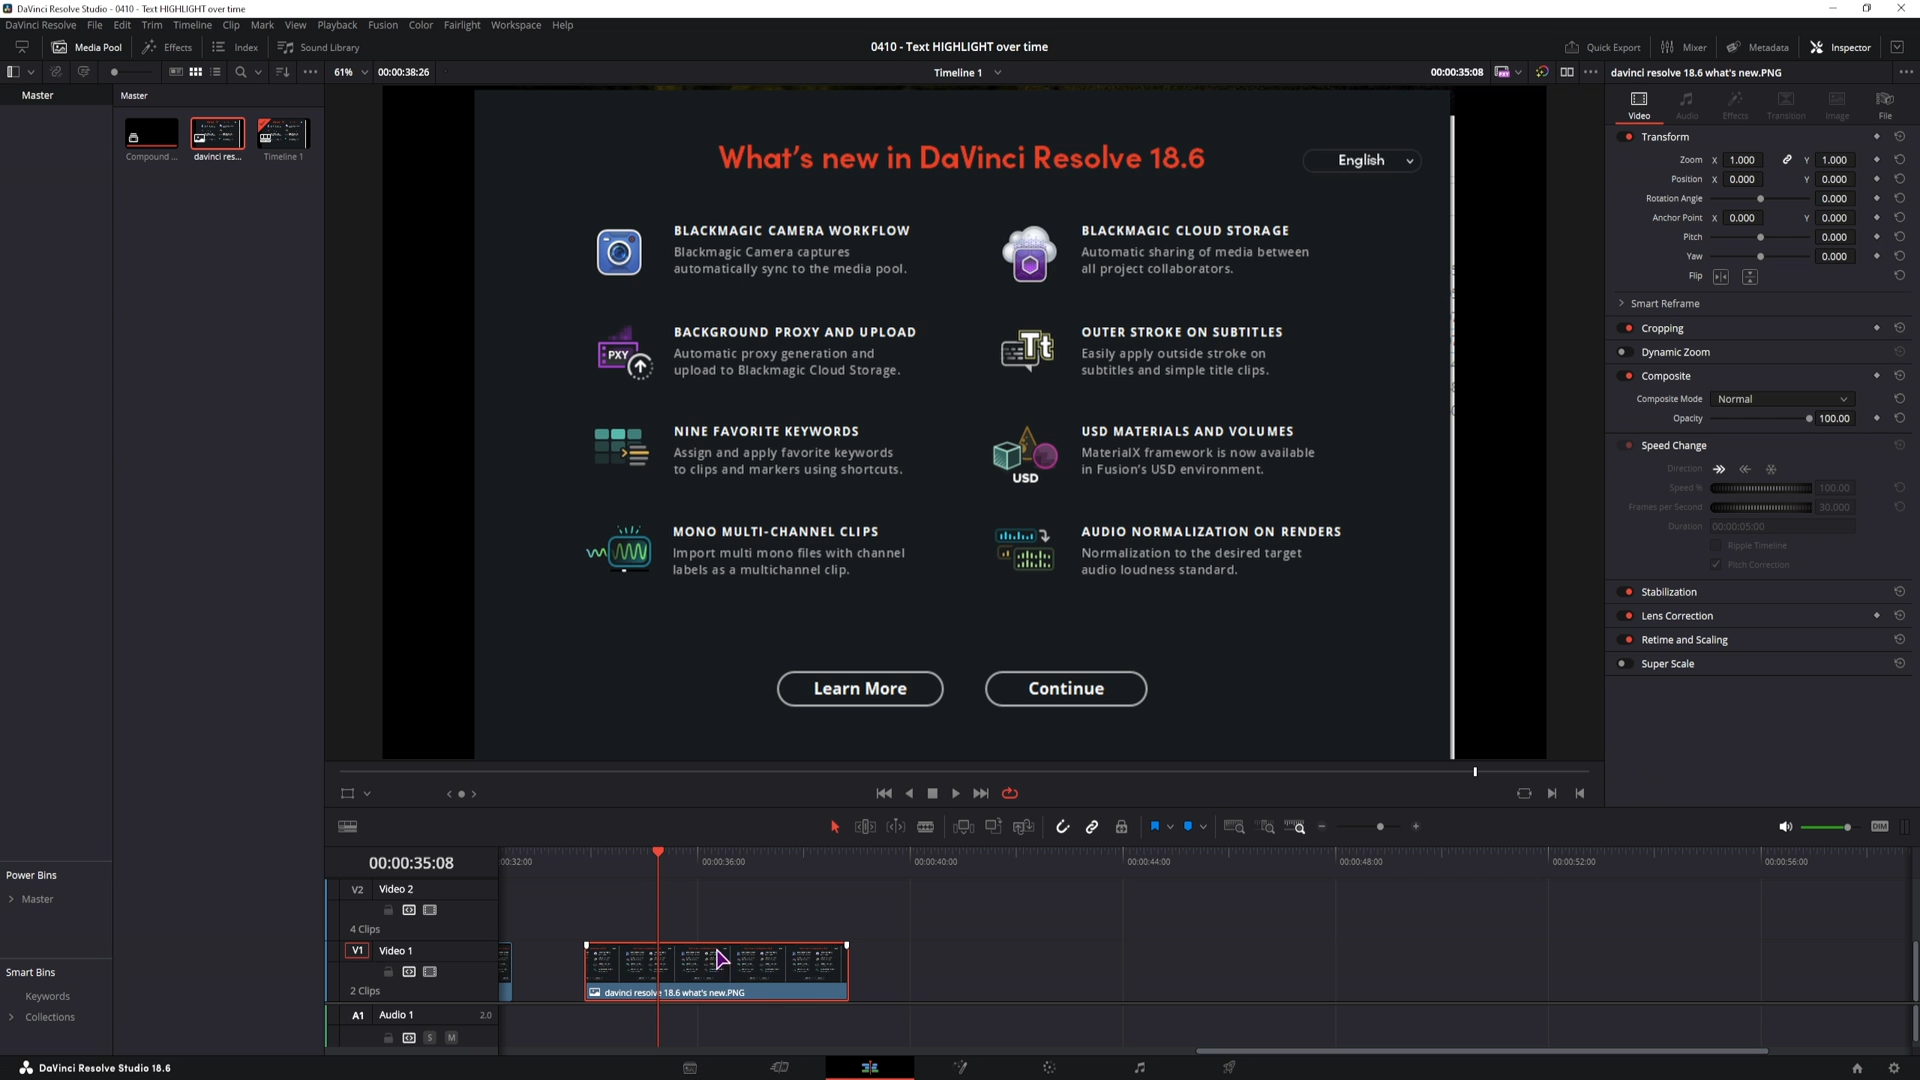 DaVinci Resolve Studio - 0410 - Text HIGHLIGHT over time
DaVinci Resolve File Edit Trim Timeline Clip Mark View Playback Fusion Color Fairlight Workspace Help
Media Pool Effects Index Sound Library 0410 - Text HIGHLIGHT over time Quick Export Mixer Metadata Inspector
61% 00:00:38:26 Timeline 1 00:00:35:08 davinci resolve 18.6 what's new.PNG
Master Master
Compound ... davinci res... Timeline 1
Video Audio Effects Transition Image File
What's new in DaVinci Resolve 18.6
English
BLACKMAGIC CAMERA WORKFLOW
Blackmagic Camera captures
automatically sync to the media pool.
BLACKMAGIC CLOUD STORAGE
Automatic sharing of media between
all project collaborators.
PXY
BACKGROUND PROXY AND UPLOAD
Automatic proxy generation and
upload to Blackmagic Cloud Storage.
Tt
OUTER STROKE ON SUBTITLES
Easily apply outside stroke on
subtitles and simple title clips.
NINE FAVORITE KEYWORDS
Assign and apply favorite keywords
to clips and markers using shortcuts.
USD
USD MATERIALS AND VOLUMES
MaterialX framework is now available
in Fusion's USD environment.
MONO MULTI-CHANNEL CLIPS
Import multi mono files with channel
labels as a multichannel clip.
AUDIO NORMALIZATION ON RENDERS
Normalization to the desired target
audio loudness standard.
Learn More Continue
Transform
Zoom X 1.000 Y 1.000
Position X 0.000 Y 0.000
Rotation Angle 0.000
Anchor Point X 0.000 Y 0.000
Pitch 0.000
Yaw 0.000
Flip
Smart Reframe
Cropping
Dynamic Zoom
Composite
Composite Mode Normal
Opacity 100.00
Speed Change
Direction
Speed % 100.00
Frames per Second 30.000
Duration 00:00:05:00
Ripple Timeline
Pitch Correction
Stabilization
Lens Correction
Retime and Scaling
Super Scale
DIM
00:00:35:08 00:32:00 00:00:36:00 00:00:40:00 00:00:44:00 00:00:48:00 00:00:52:00 00:00:56:00
V2 Video 2
4 Clips
V1 Video 1
2 Clips
davinci resolve 18.6 what's new.PNG
A1 Audio 1 2.0
S M
Power Bins
Master
Smart Bins
Keywords
Collections
DaVinci Resolve Studio 18.6